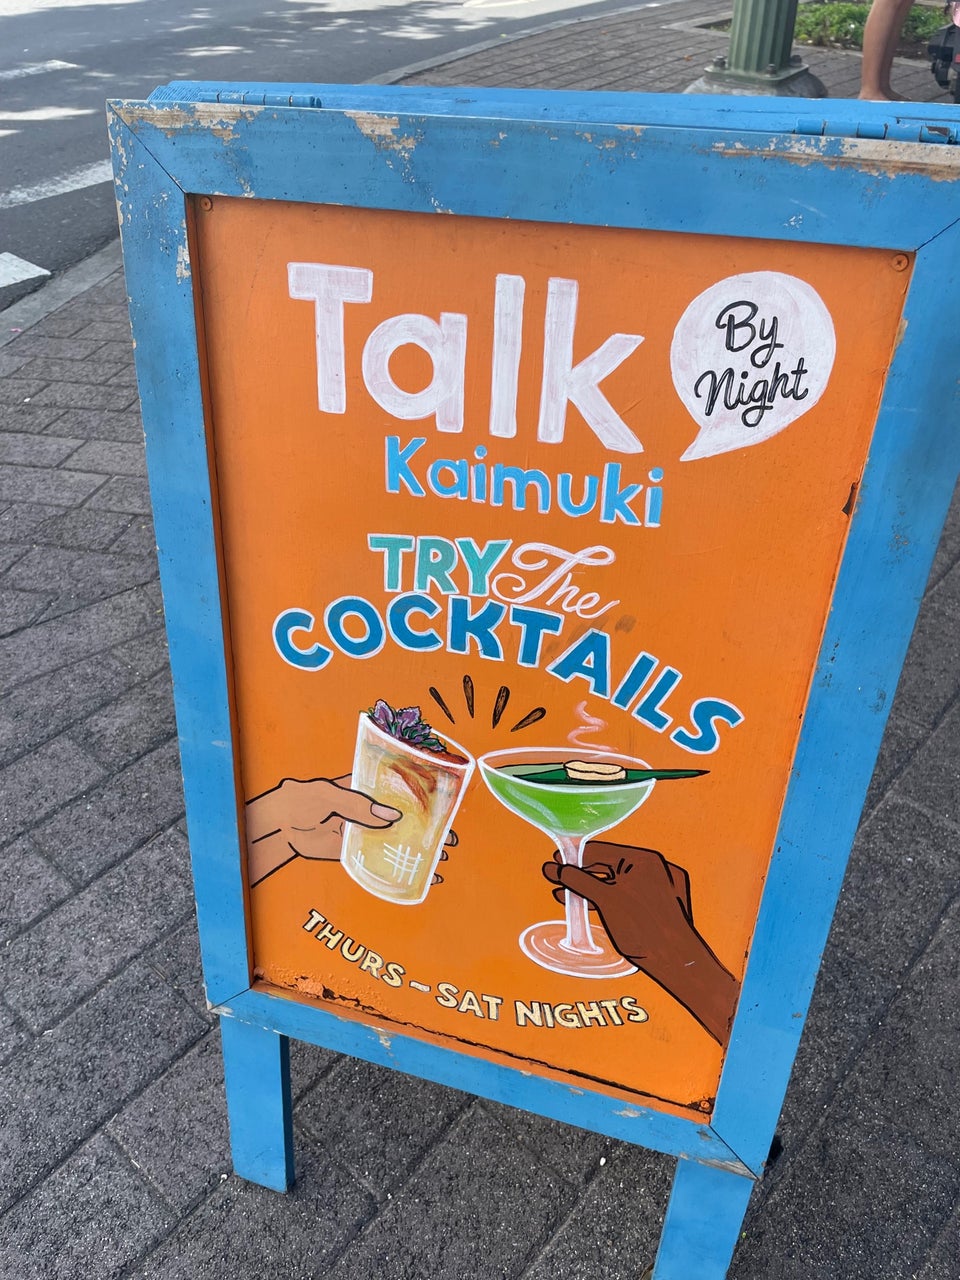 Talk
By
Night
Kaimuki
TRY The
COCKTAILS
THURS - SAT NIGHTS